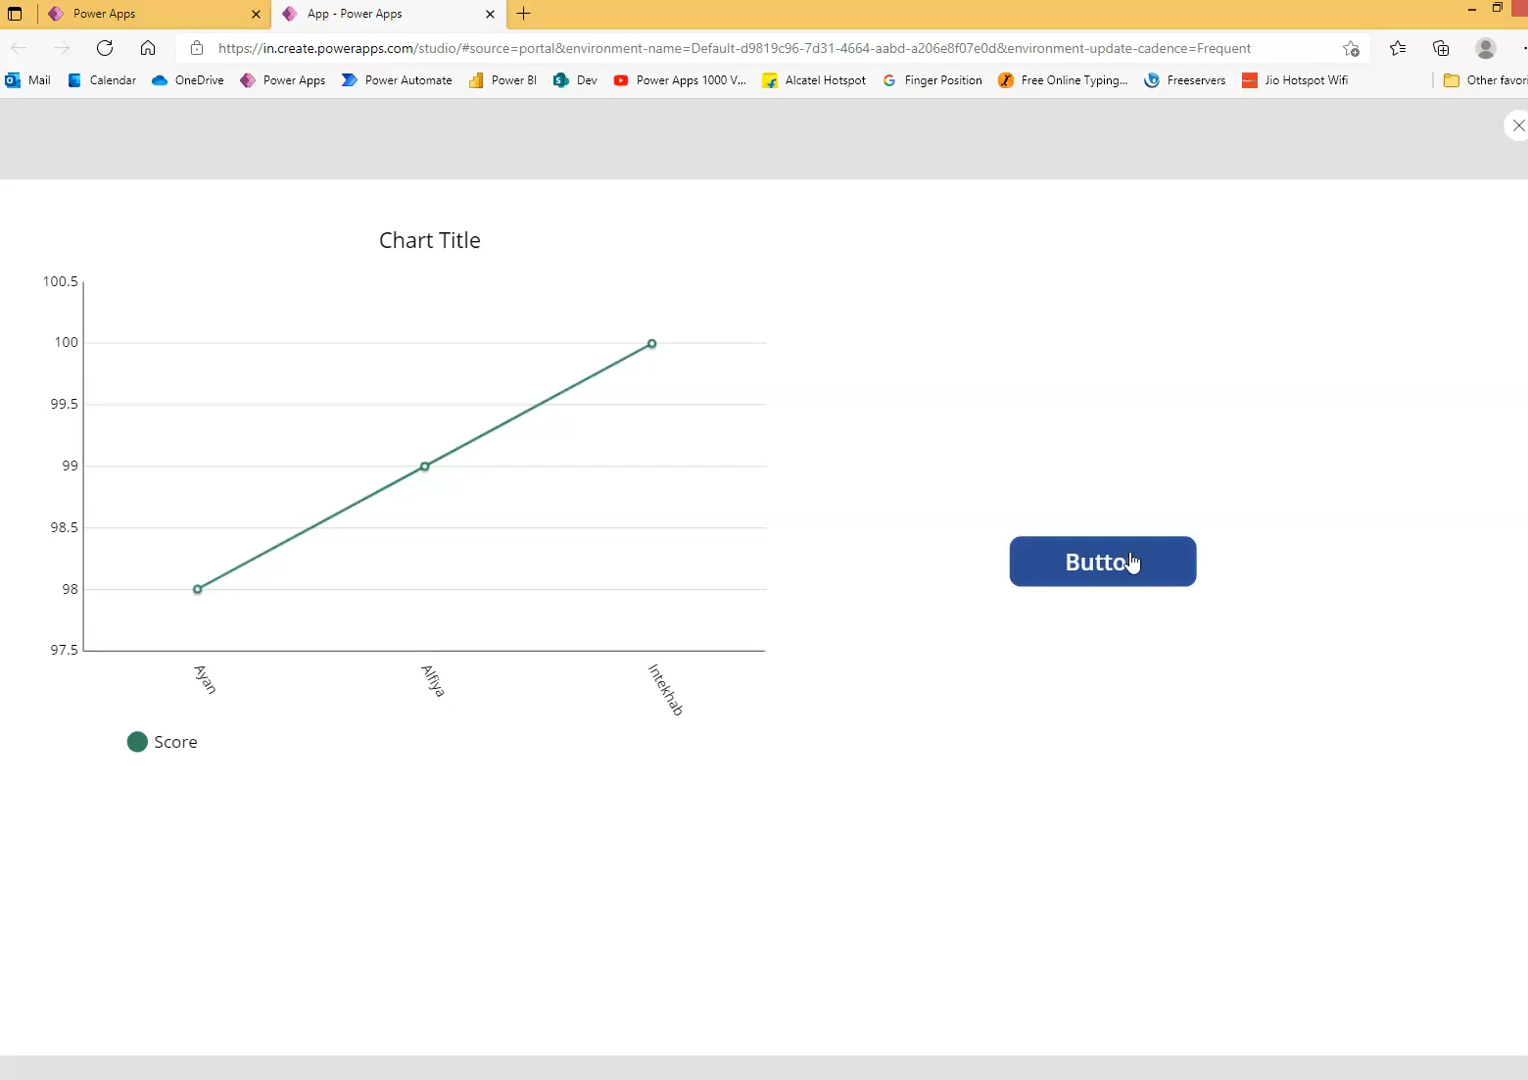 Power Apps
App - Power Apps
https://in.create.powerapps.com/studio/#source=portal&environment-name=Default-d9819c96-7d31-4664-aabd-a206e8f07e0d&environment-update-cadence=Frequent
Mail Calendar OneDrive Power Apps Power Automate Power BI Dev Power Apps 1000 V... Alcatel Hotspot Finger Position Free Online Typing... Freeservers Jio Hotspot Wifi Other favori
Chart Title
100.5
100
99.5
99
98.5
98
97.5
Ayan
Alfiya
Intekhab
Score
Butto